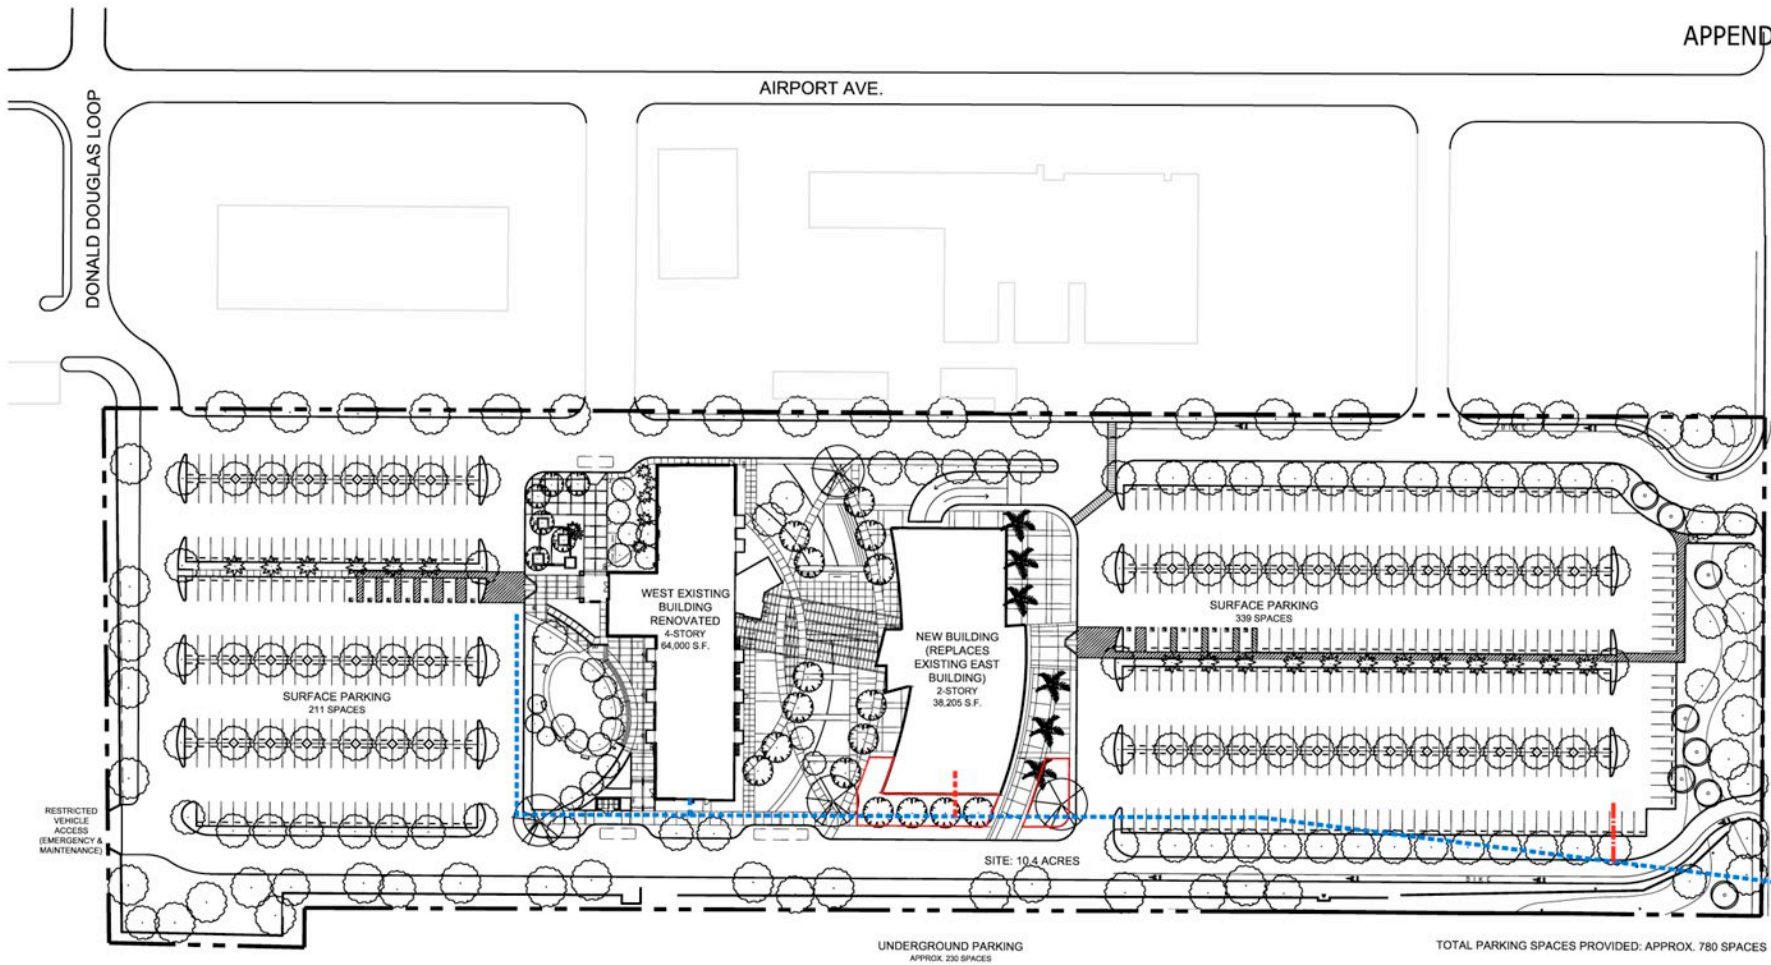 APPEND
AIRPORT AVE.
DONALD DOUGLAS LOOP
WEST EXISTING
BUILDING
RENOVATED
4-STORY
64,000 S.F.
SURFACE PARKING
339 SPACES
NEW BUILDING
(REPLACES
EXISTING EAST
BUILDING)
2-STORY
38,205 S.F.
SURFACE PARKING
211 SPACES
RESTRICTED
VEHICLE
ACCESS
(EMERGENCY &
MAINTENANCE)
SITE: 10.4 ACRES
BIKE
UNDERGROUND PARKING
APPROX. 230 SPACES
TOTAL PARKING SPACES PROVIDED: APPROX. 780 SPACES